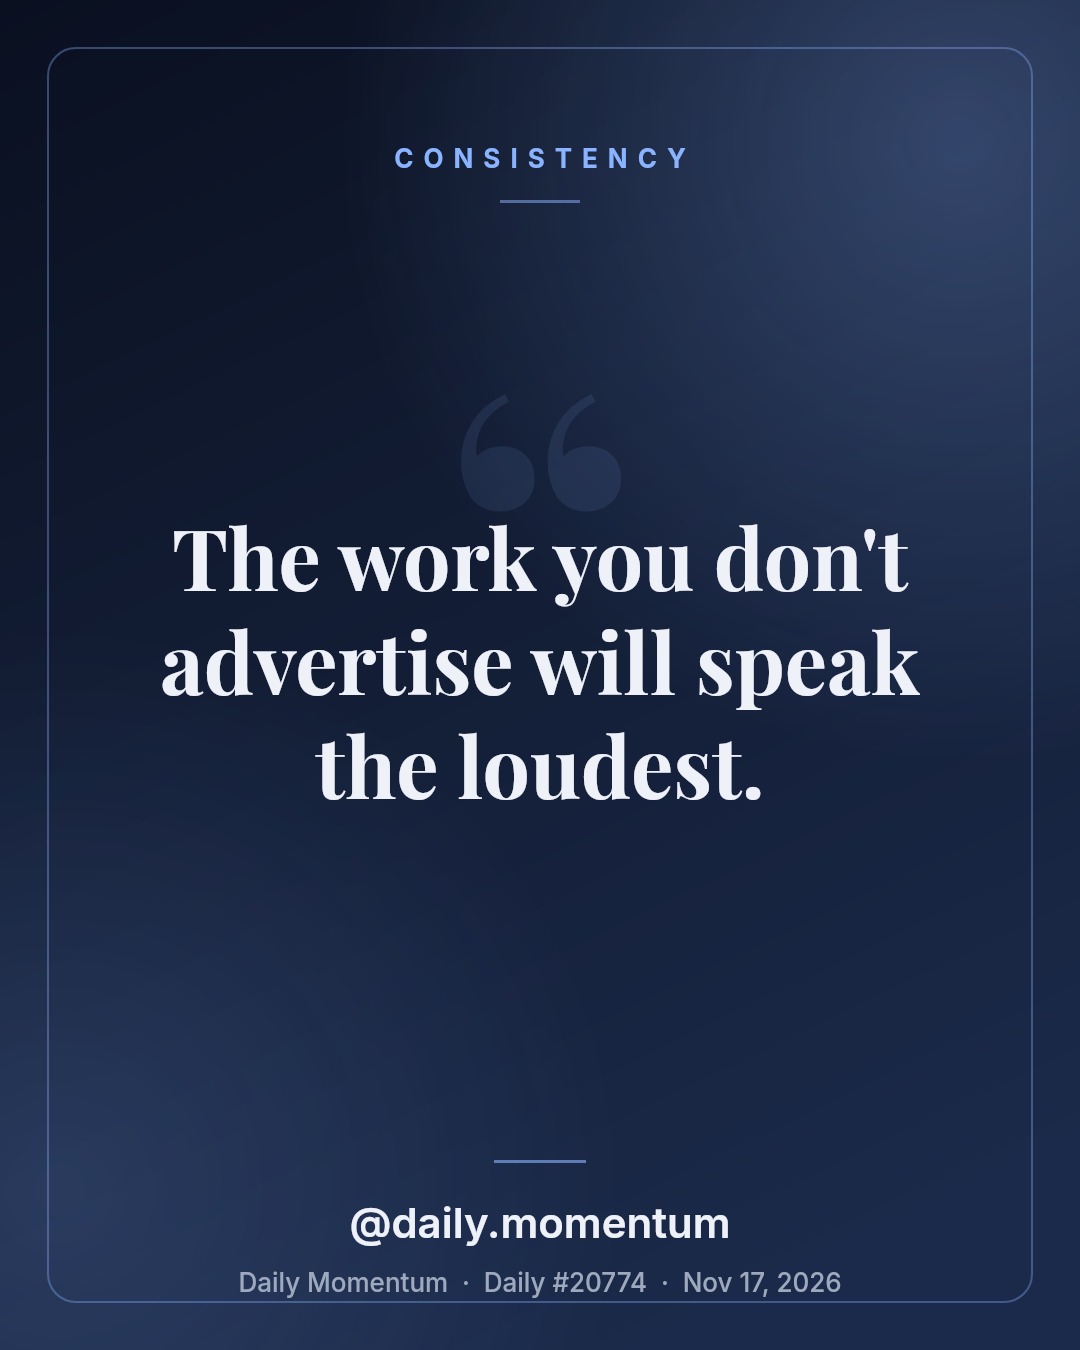 CONSISTENCY
“
The work you don't
advertise will speak
the loudest.
@daily.momentum
Daily Momentum · Daily #20774 · Nov 17, 2026